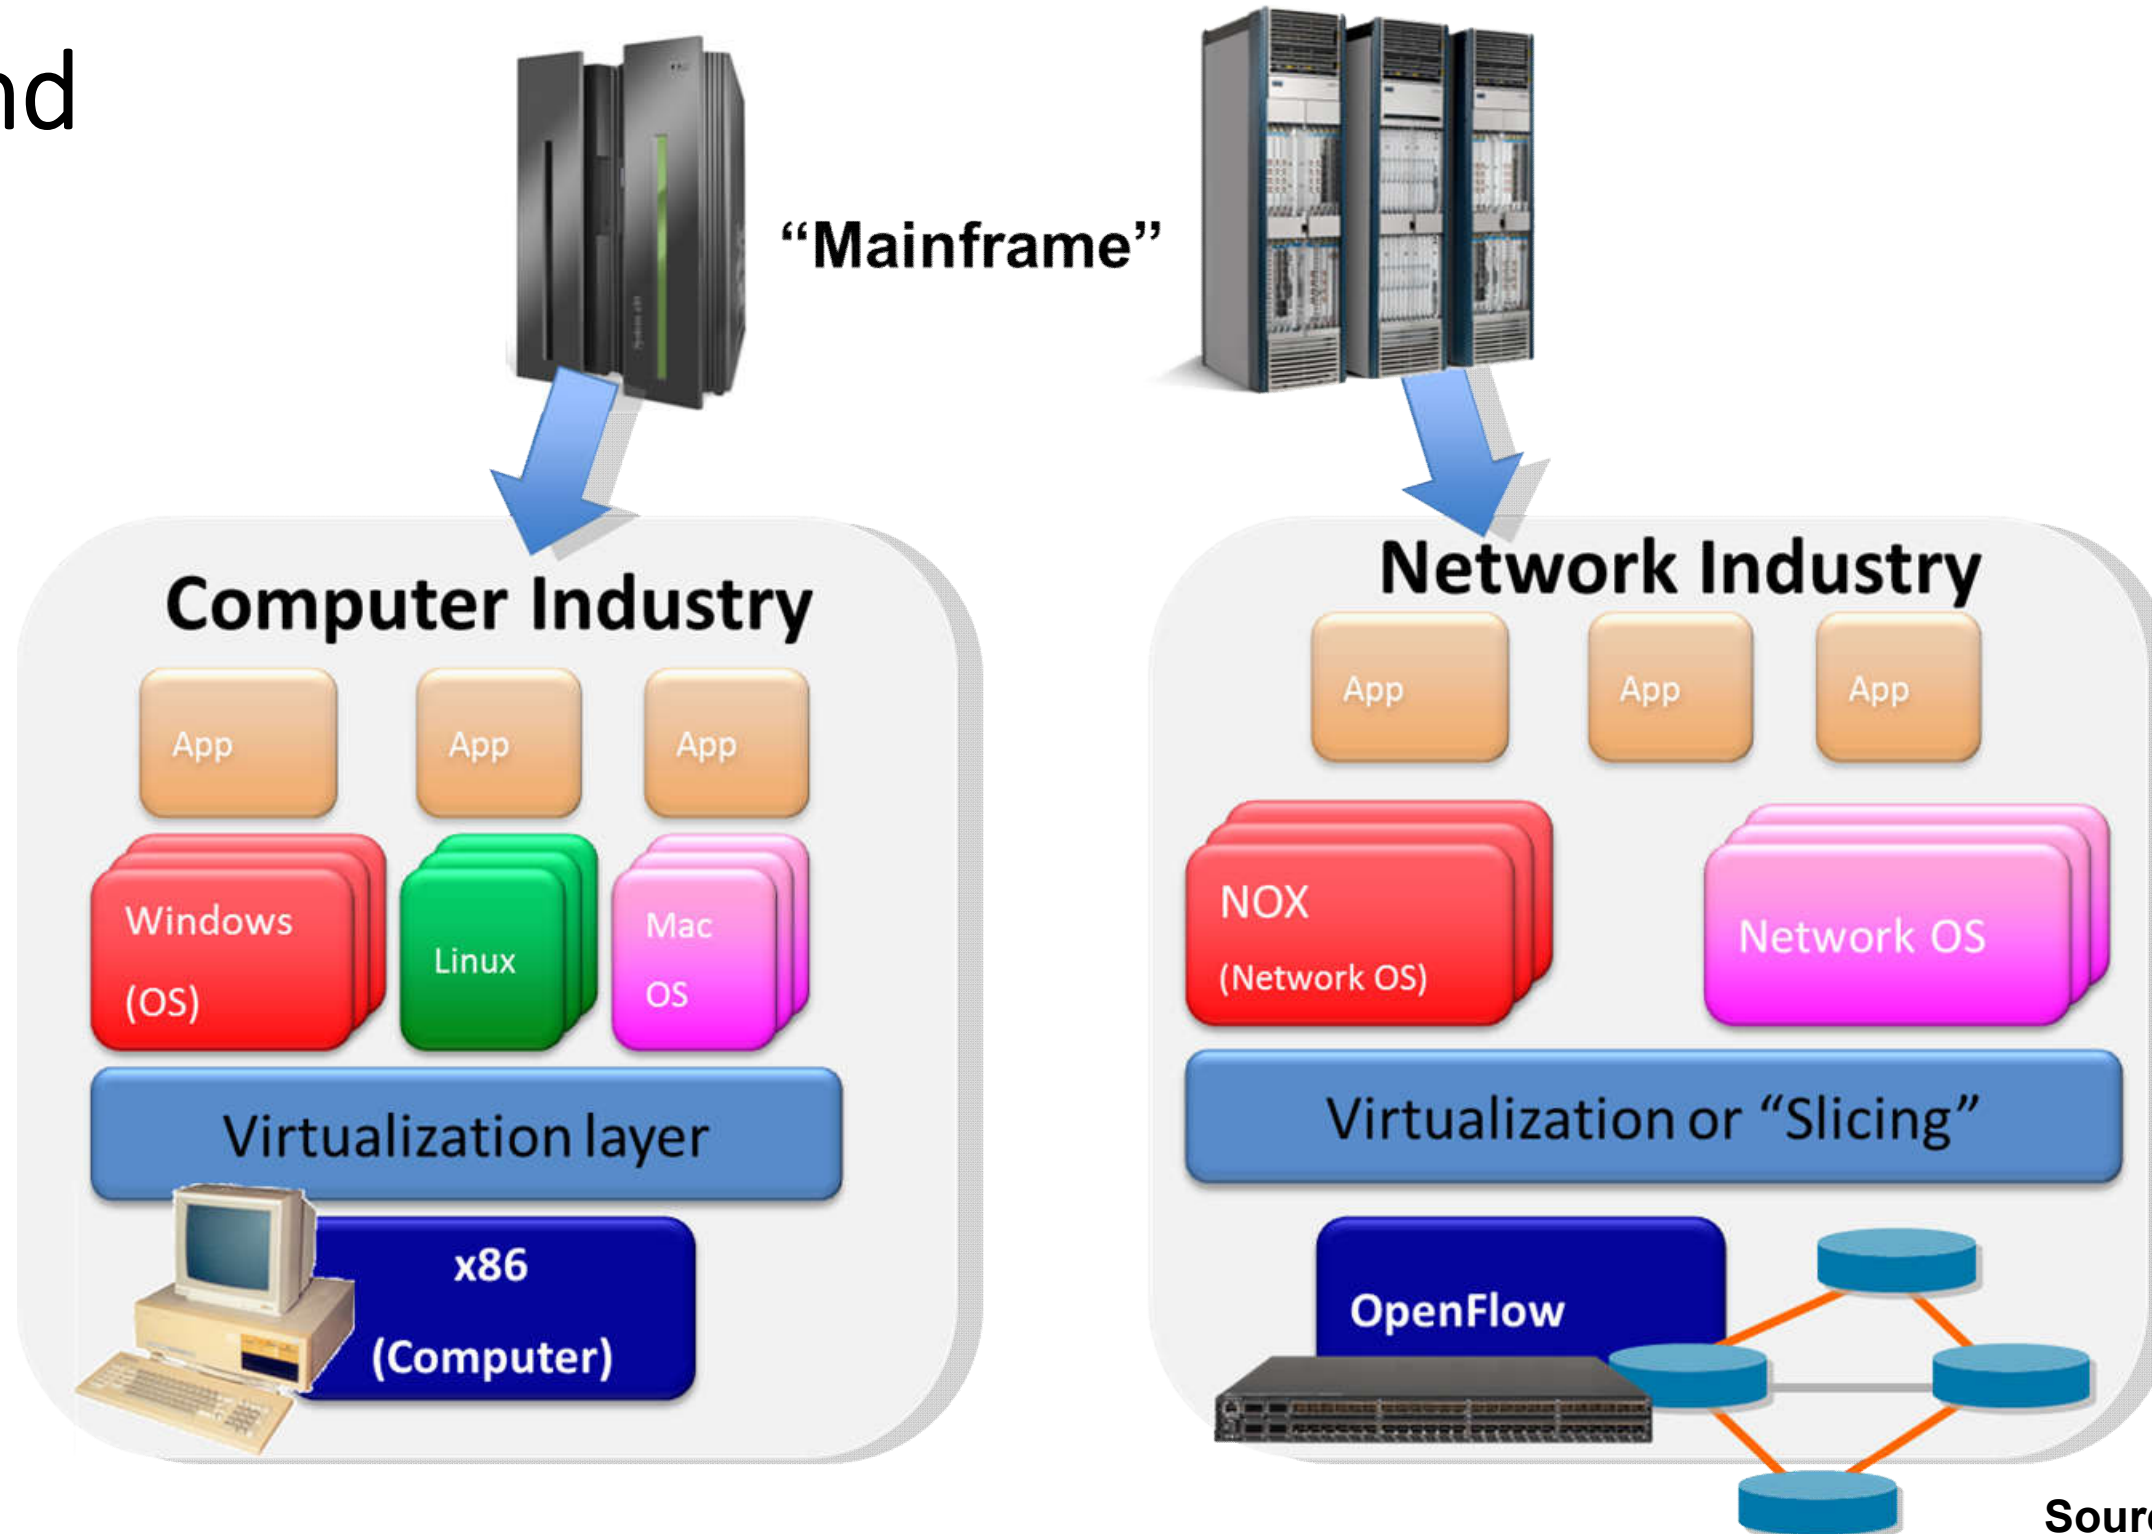 nd
“Mainframe”
Computer Industry
App
App
App
Windows
(OS)
Linux
Mac
OS
Virtualization layer
x86
(Computer)
Network Industry
App
App
App
NOX
(Network OS)
Network OS
Virtualization or “Slicing”
OpenFlow
Sour